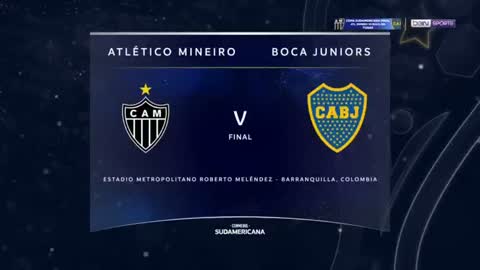 beIN SPORTS
ATLÉTICO MINEIRO
BOCA JUNIORS
CAM
V
CABJ
FINAL
ESTADIO METROPOLITANO ROBERTO MELÉNDEZ - BARRANQUILLA, COLOMBIA
CONMEBOL
SUDAMERICANA